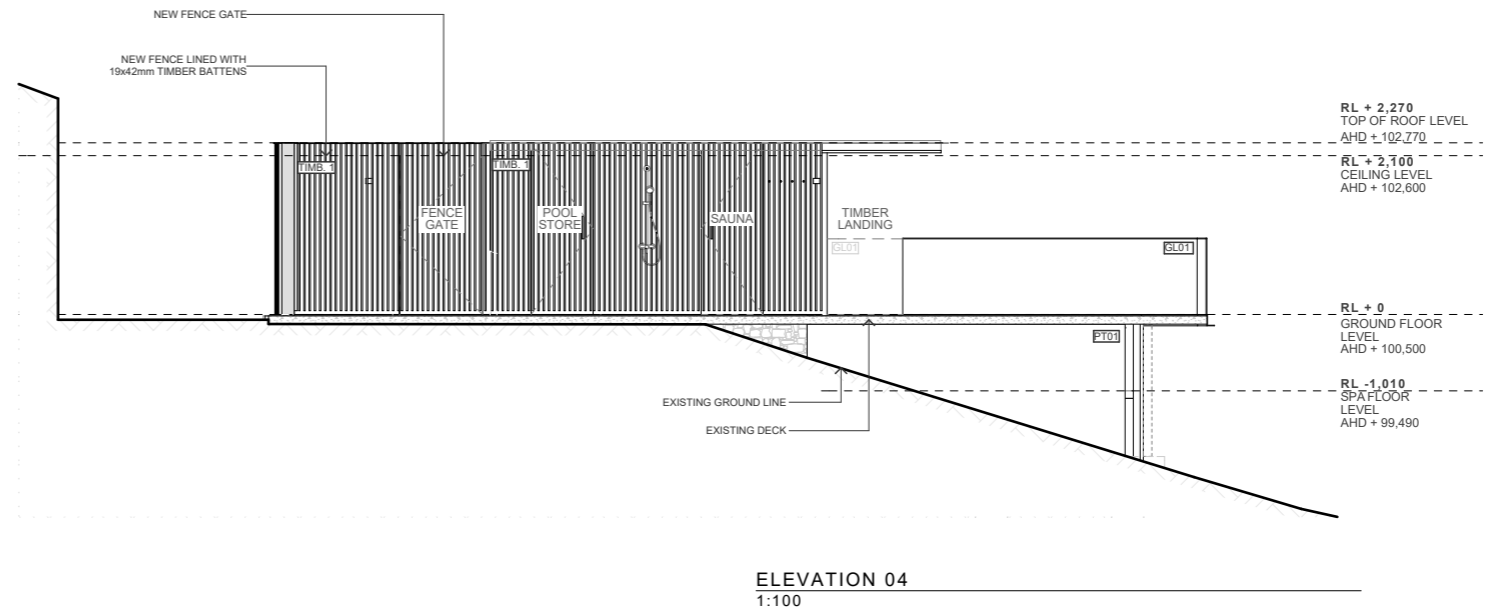 NEW FENCE GATE
NEW FENCE LINED WITH
19x42mm TIMBER BATTENS
RL + 2,270
TOP OF ROOF LEVEL
AHD + 102,770
RL + 2,100
CEILING LEVEL
AHD + 102,600
TIMB. 1
TIMB. 1
FENCE
GATE
POOL
STORE
SAUNA
TIMBER
LANDING
GL01
GL01
RL + 0
GROUND FLOOR
LEVEL
AHD + 100,500
PT01
RL -1,010
SPA FLOOR
LEVEL
AHD + 99,490
EXISTING GROUND LINE
EXISTING DECK
ELEVATION 04
1:100